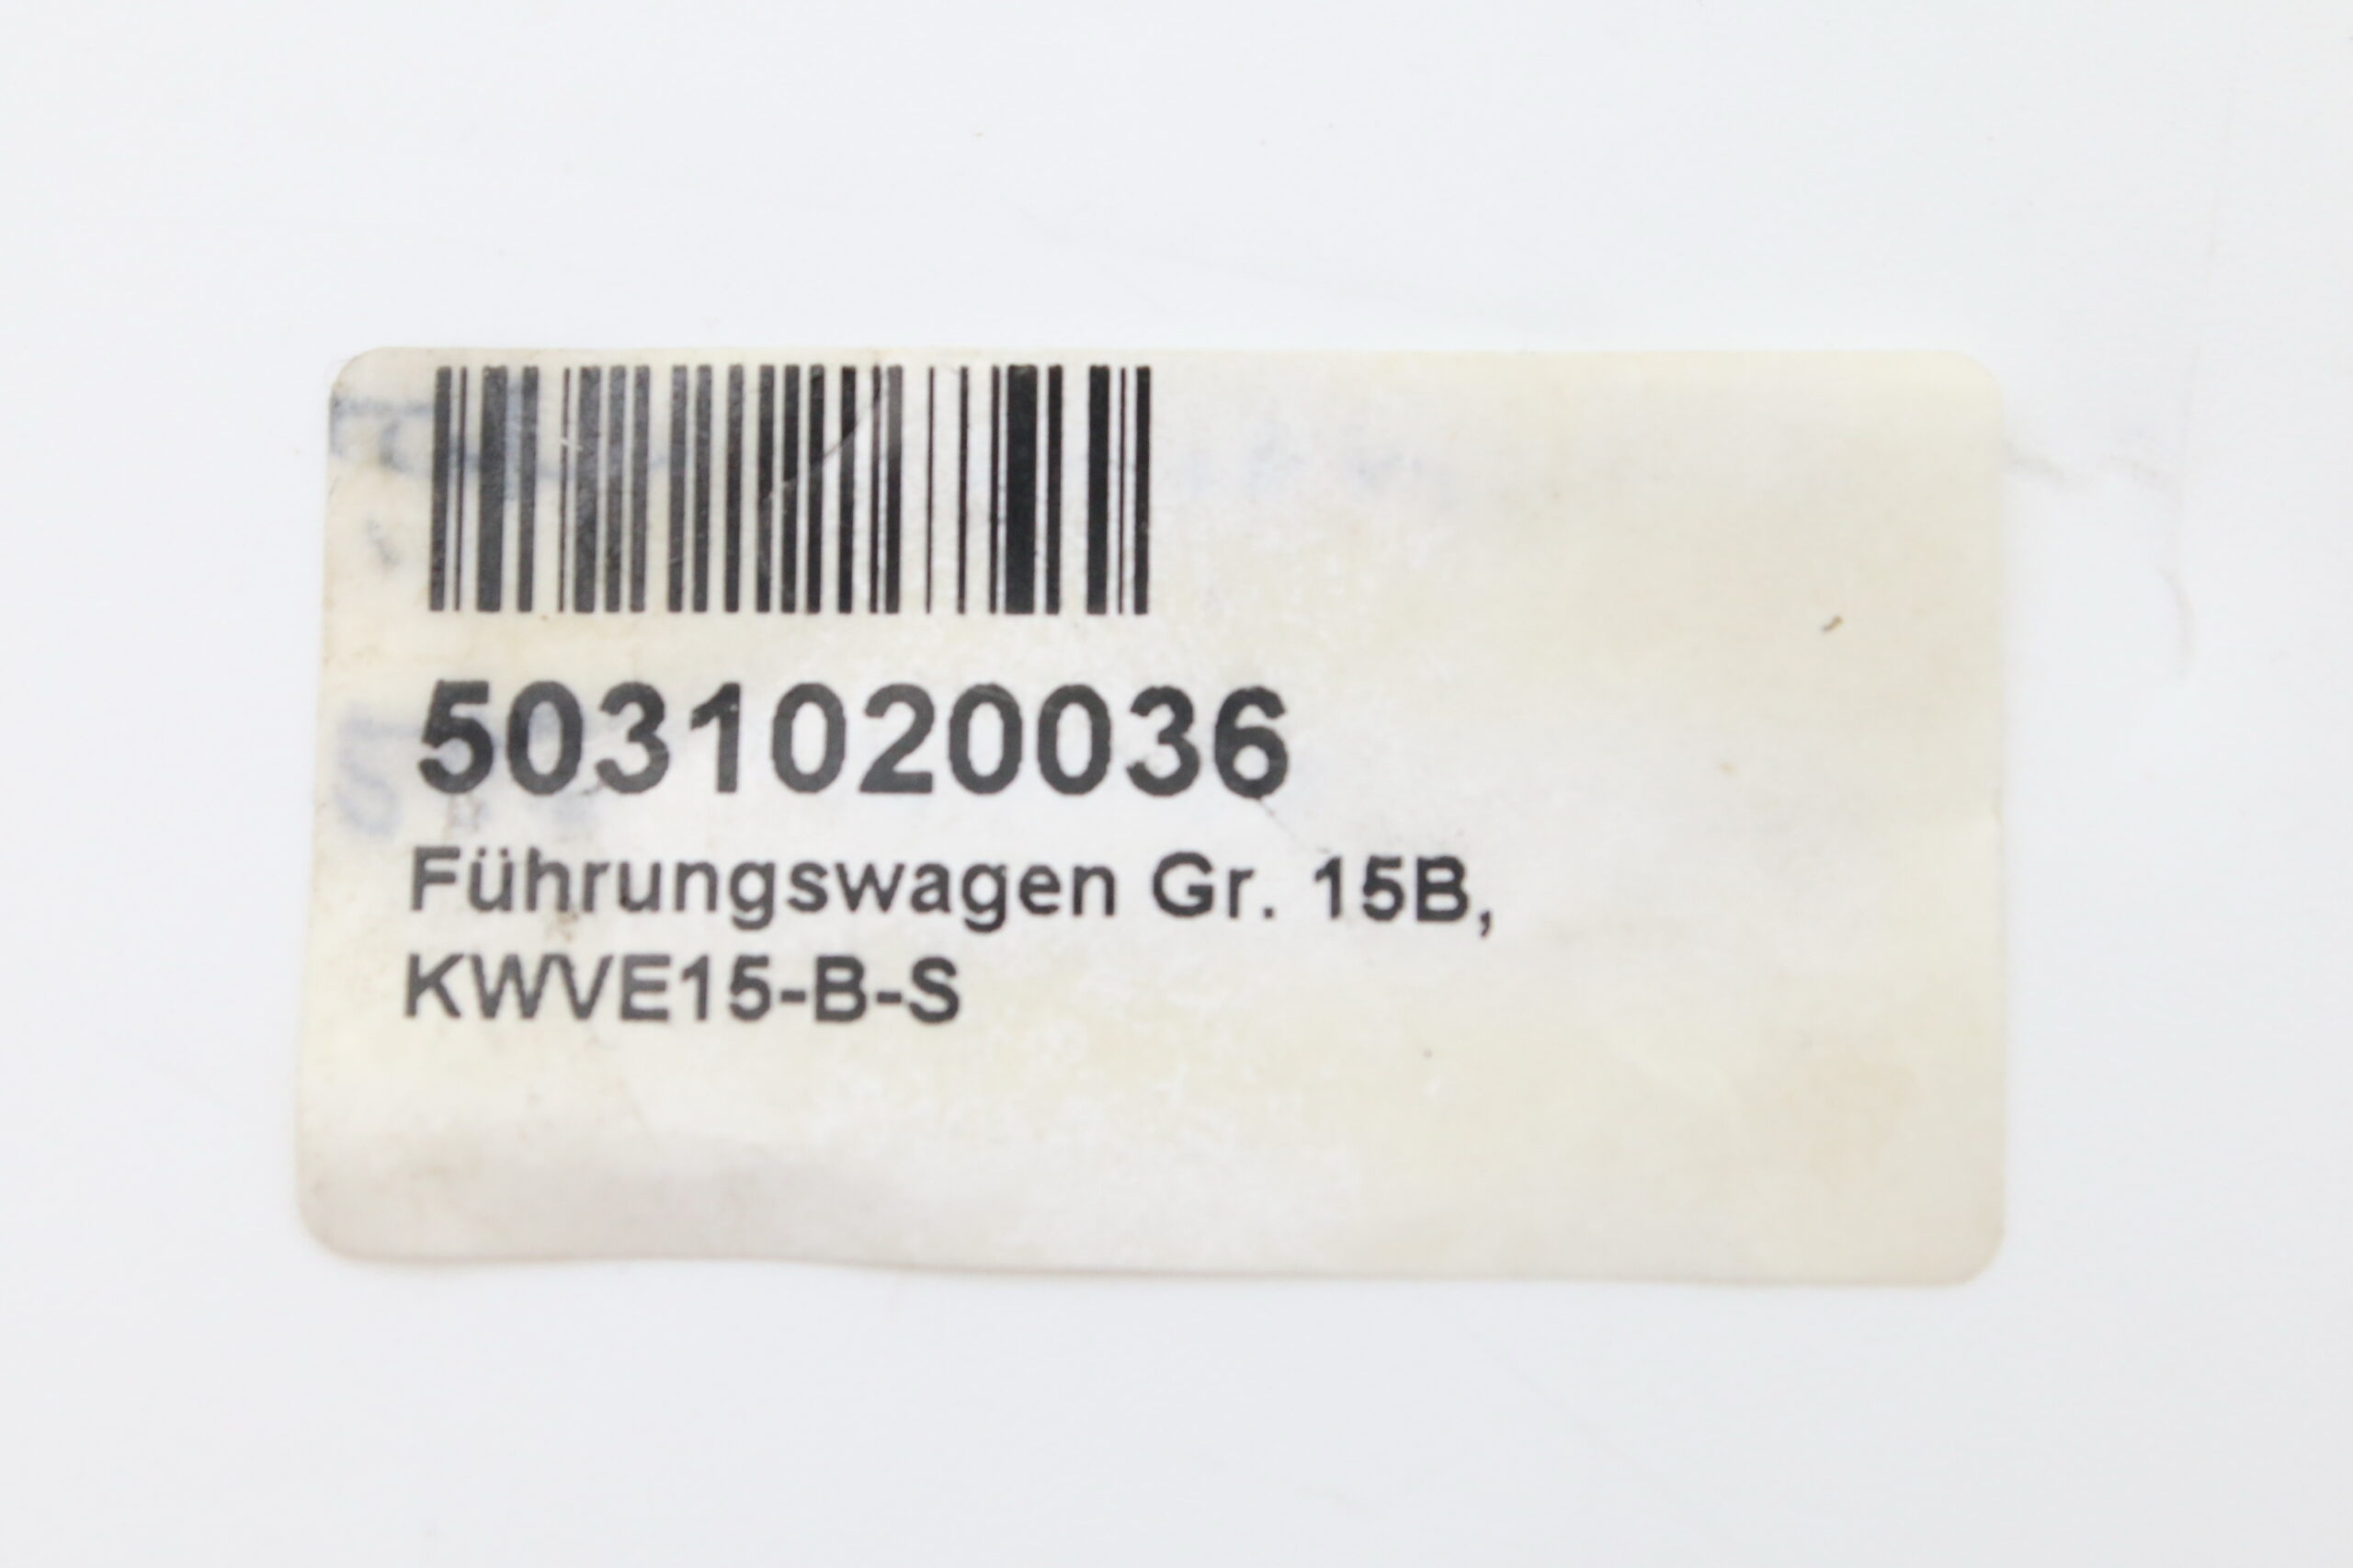 5031020036
Führungswagen Gr. 15B,
KWVE15-B-S